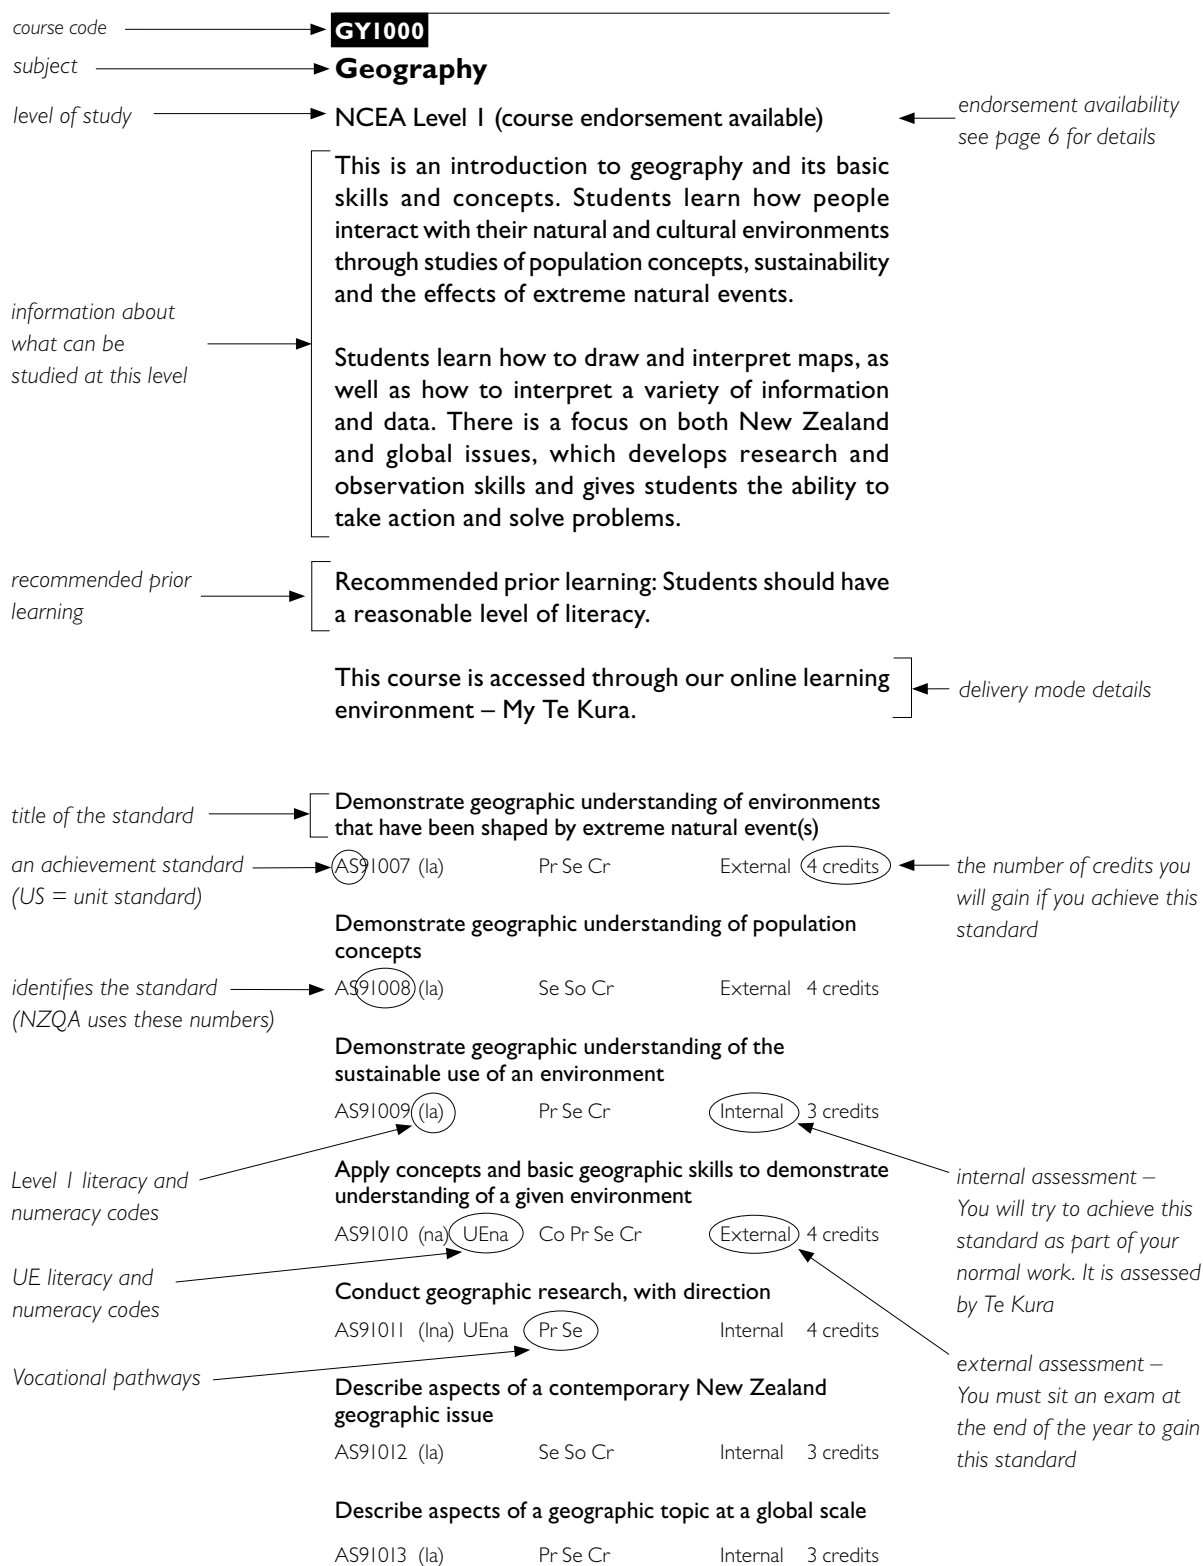 course code
GY1000
subject
Geography
level of study
NCEA Level 1 (course endorsement available)
endorsement availability
see page 6 for details
This is an introduction to geography and its basic
skills and concepts. Students learn how people
interact with their natural and cultural environments
through studies of population concepts, sustainability
and the effects of extreme natural events.
information about
what can be
studied at this level
Students learn how to draw and interpret maps, as
well as how to interpret a variety of information
and data. There is a focus on both New Zealand
and global issues, which develops research and
observation skills and gives students the ability to
take action and solve problems.
recommended prior
learning
Recommended prior learning: Students should have
a reasonable level of literacy.
This course is accessed through our online learning
environment – My Te Kura.
delivery mode details
title of the standard
Demonstrate geographic understanding of environments
that have been shaped by extreme natural event(s)
an achievement standard
(US = unit standard)
AS91007 (la) Pr Se Cr External 4 credits
the number of credits you
will gain if you achieve this
standard
Demonstrate geographic understanding of population
concepts
identifies the standard
(NZQA uses these numbers)
AS91008 (la) Se So Cr External 4 credits
Demonstrate geographic understanding of the
sustainable use of an environment
AS91009 (la) Pr Se Cr Internal 3 credits
Level 1 literacy and
numeracy codes
Apply concepts and basic geographic skills to demonstrate
understanding of a given environment
internal assessment –
You will try to achieve this
standard as part of your
normal work. It is assessed
by Te Kura
AS91010 (na) UEna Co Pr Se Cr External 4 credits
UE literacy and
numeracy codes
Conduct geographic research, with direction
AS91011 (lna) UEna Pr Se Internal 4 credits
Vocational pathways
external assessment –
You must sit an exam at
the end of the year to gain
this standard
Describe aspects of a contemporary New Zealand
geographic issue
AS91012 (la) Se So Cr Internal 3 credits
Describe aspects of a geographic topic at a global scale
AS91013 (la) Pr Se Cr Internal 3 credits